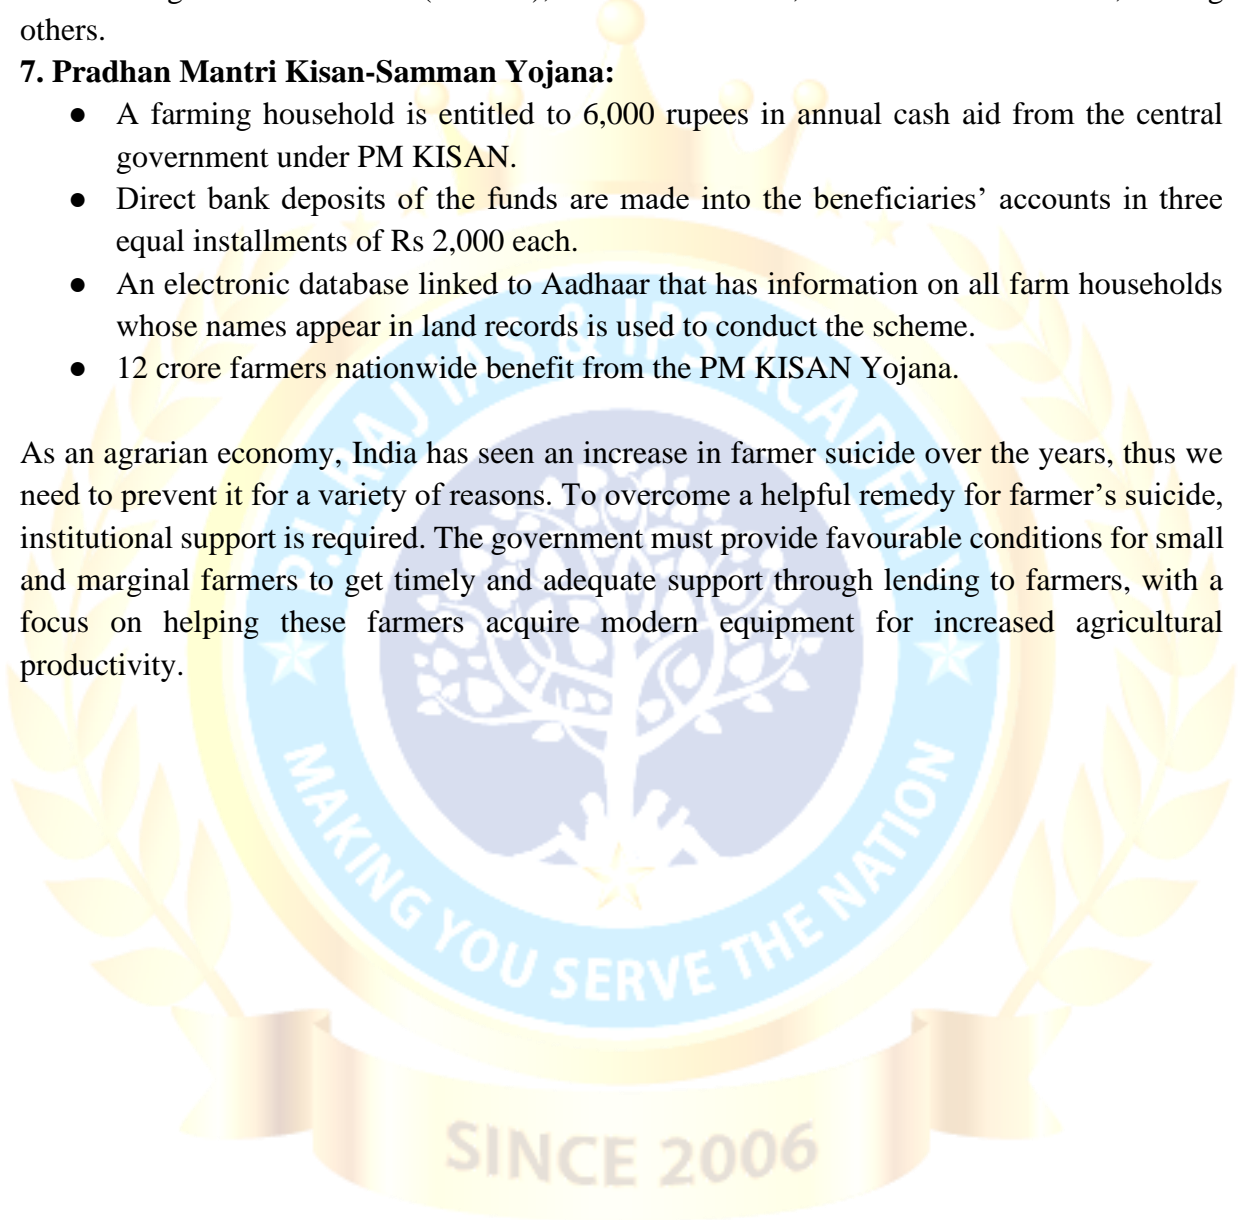 others.
7. Pradhan Mantri Kisan-Samman Yojana:
● A farming household is entitled to 6,000 rupees in annual cash aid from the central
government under PM KISAN.
● Direct bank deposits of the funds are made into the beneficiaries’ accounts in three
equal installments of Rs 2,000 each.
● An electronic database linked to Aadhaar that has information on all farm households
whose names appear in land records is used to conduct the scheme.
● 12 crore farmers nationwide benefit from the PM KISAN Yojana.
As an agrarian economy, India has seen an increase in farmer suicide over the years, thus we
need to prevent it for a variety of reasons. To overcome a helpful remedy for farmer’s suicide,
institutional support is required. The government must provide favourable conditions for small
and marginal farmers to get timely and adequate support through lending to farmers, with a
focus on helping these farmers acquire modern equipment for increased agricultural
productivity.
RAJ IAS & IPS ACADEMY
MAKING YOU SERVE THE NATION
SINCE 2006